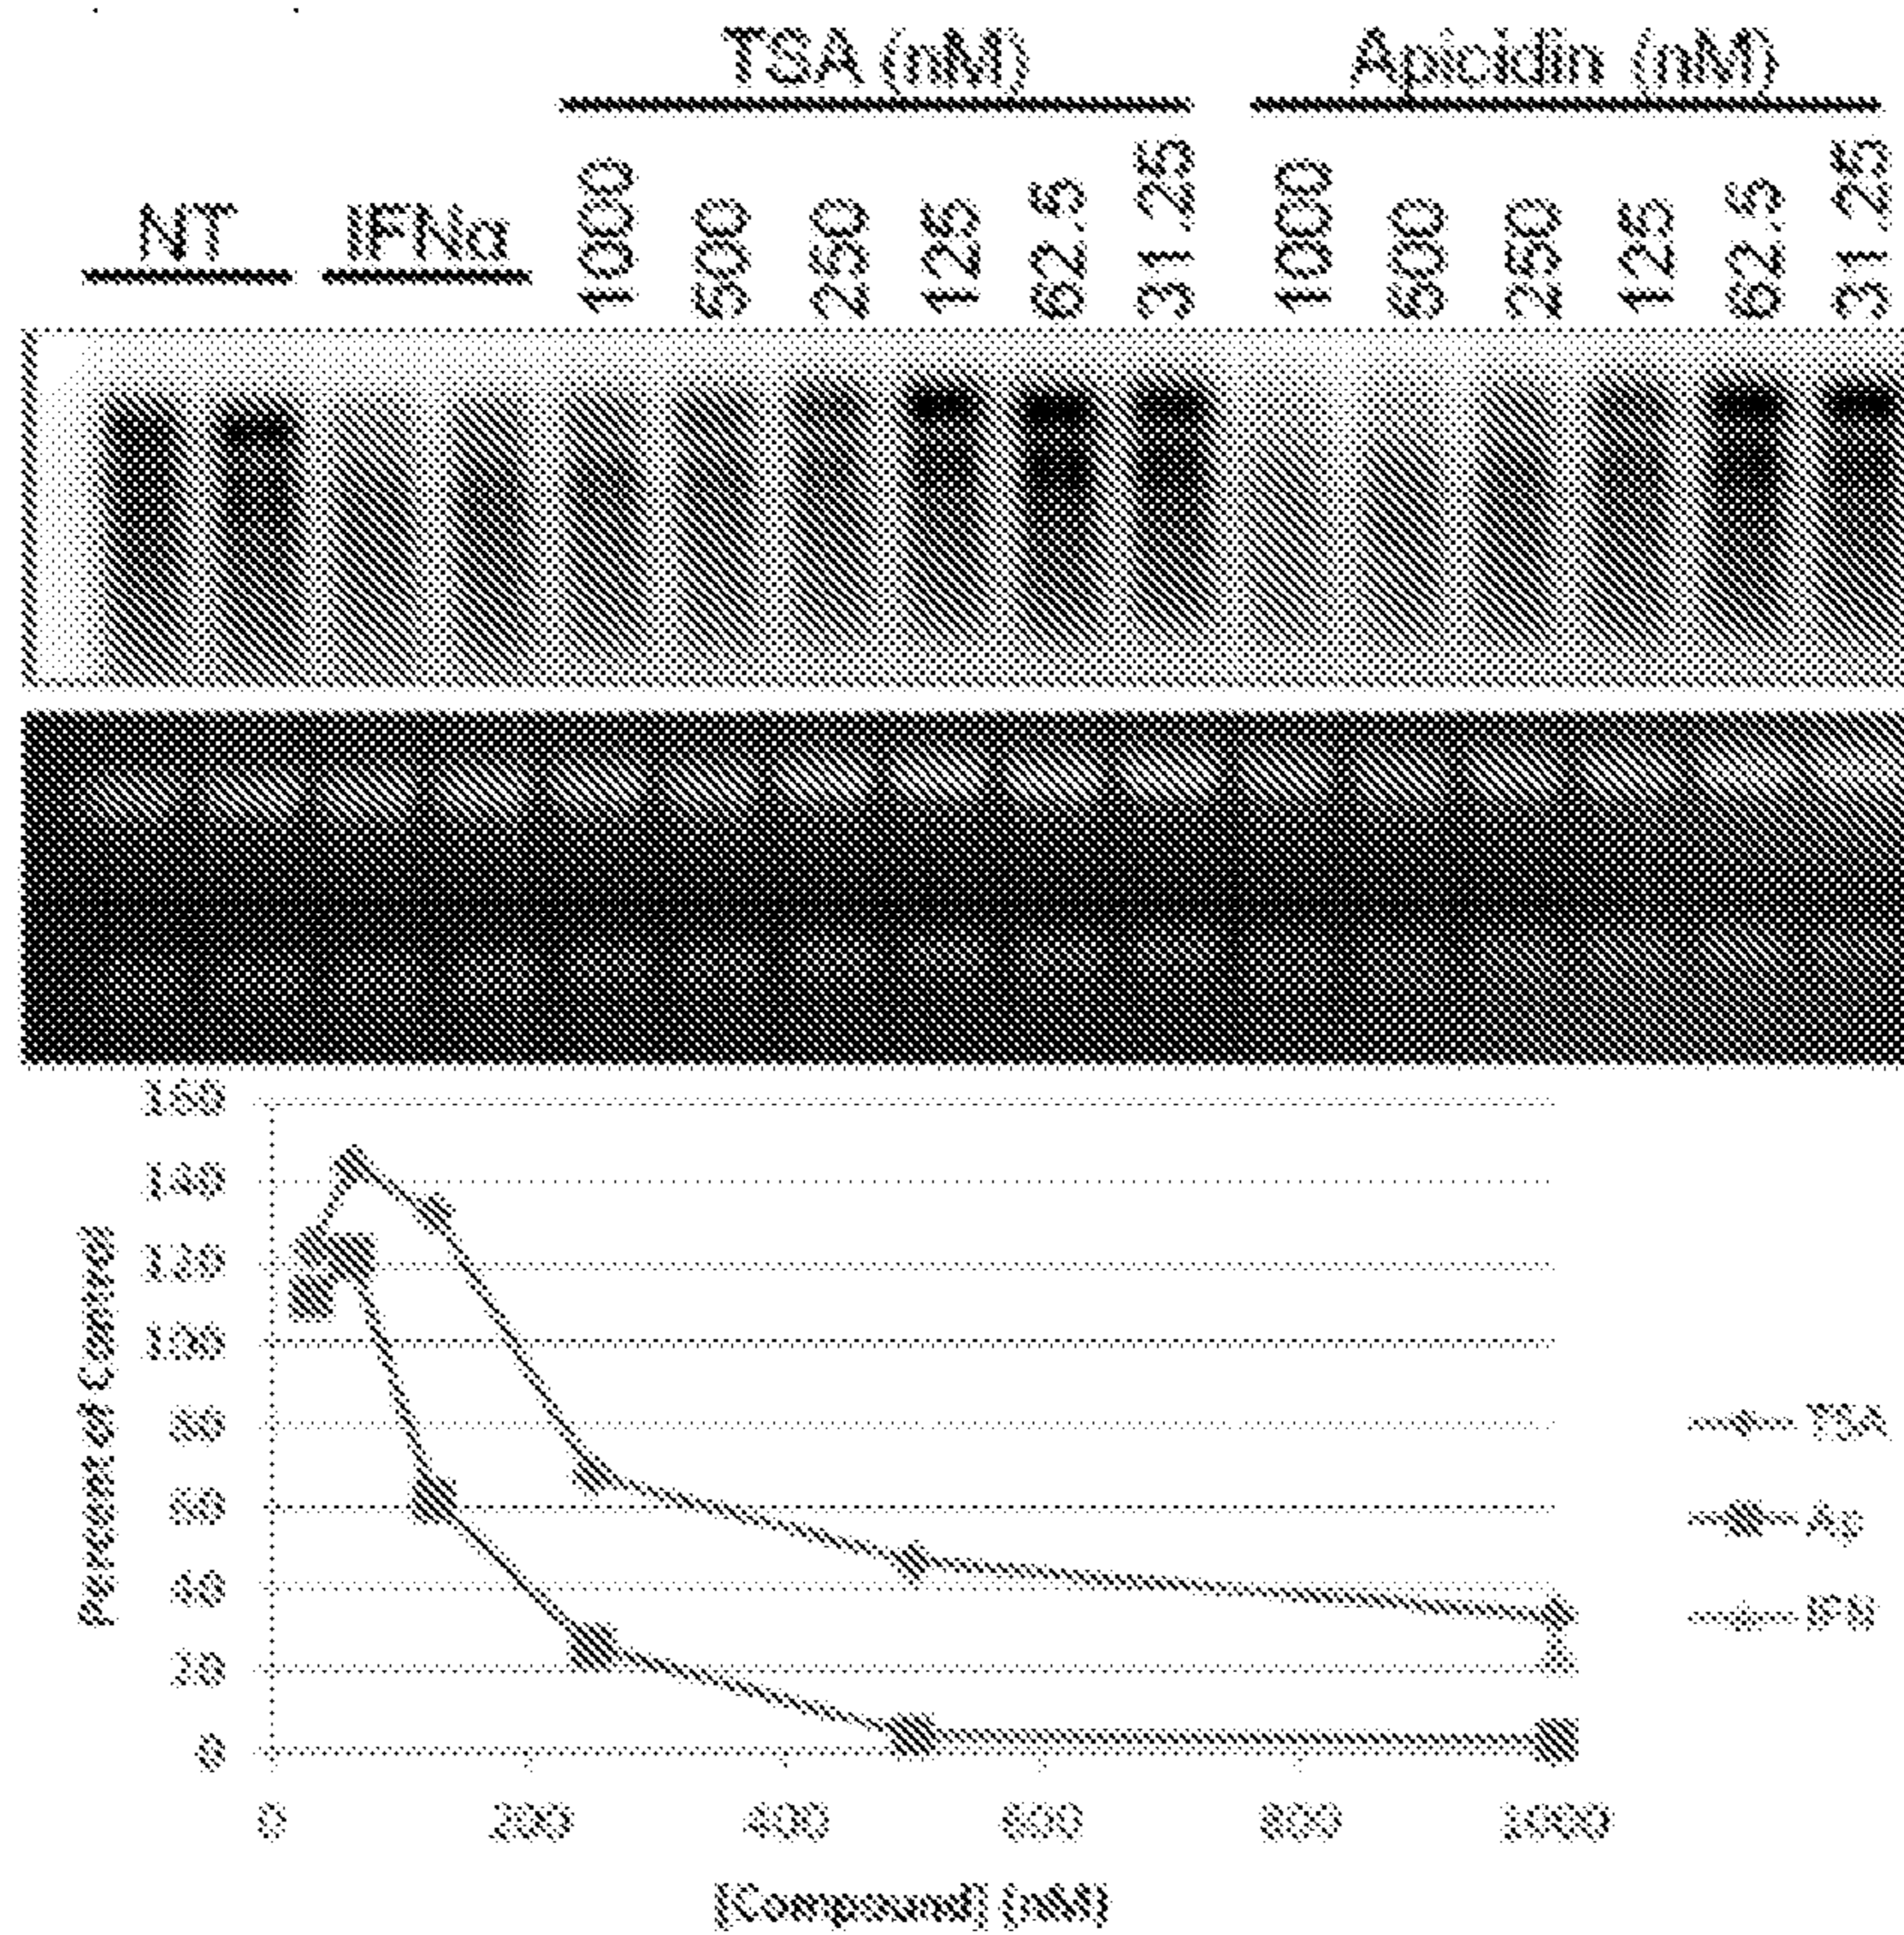 TSA (nM) Apicidin (nM)
NT IFNα 1000 500 250 125 62.5 31.25 1000 500 250 125 62.5 31.25
160
140
120
100
80
60
40
20
0
Percent of Control
0 200 400 600 800 1000
[Compound] (nM)
TSA
Ap
IFN